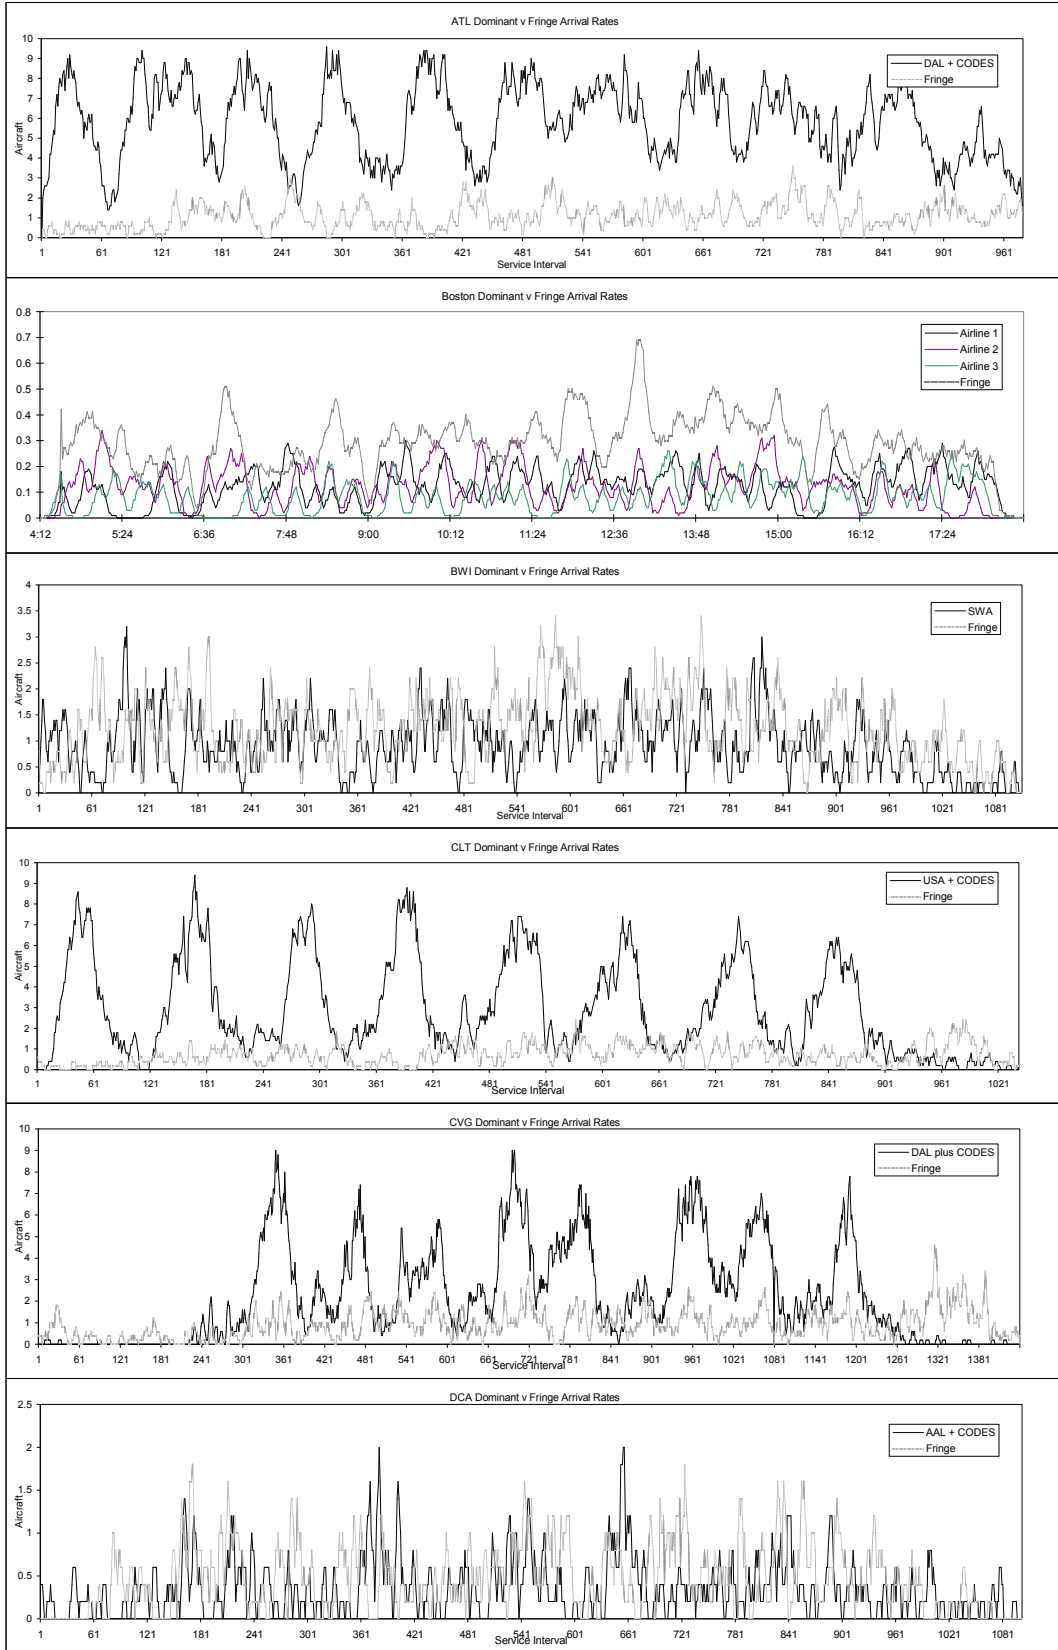 ATL Dominant v Fringe Arrival Rates
10
9
8
7
6
5
4
3
2
1
0
Aircraft
DAL + CODES
Fringe
1 61 121 181 241 301 361 421 481 541 601 661 721 781 841 901 961
Service Interval
Boston Dominant v Fringe Arrival Rates
0.8
0.7
0.6
0.5
0.4
0.3
0.2
0.1
0
Airline 1
Airline 2
Airline 3
Fringe
4:12 5:24 6:36 7:48 9:00 10:12 11:24 12:36 13:48 15:00 16:12 17:24
BWI Dominant v Fringe Arrival Rates
4
3.5
3
2.5
2
1.5
1
0.5
0
Aircraft
SWA
Fringe
1 61 121 181 241 301 361 421 481 541 601 661 721 781 841 901 961 1021 1081
Service Interval
CLT Dominant v Fringe Arrival Rates
10
9
8
7
6
5
4
3
2
1
0
Aircraft
USA + CODES
Fringe
1 61 121 181 241 301 361 421 481 541 601 661 721 781 841 901 961 1021
Service Interval
CVG Dominant v Fringe Arrival Rates
10
9
8
7
6
5
4
3
2
1
0
Aircraft
DAL plus CODES
Fringe
1 61 121 181 241 301 361 421 481 541 601 661 721 781 841 901 961 1021 1081 1141 1201 1261 1321 1381
Service Interval
DCA Dominant v Fringe Arrival Rates
2.5
2
1.5
1
0.5
0
Aircraft
AAL + CODES
Fringe
1 61 121 181 241 301 361 421 481 541 601 661 721 781 841 901 961 1021 1081
Service Interval